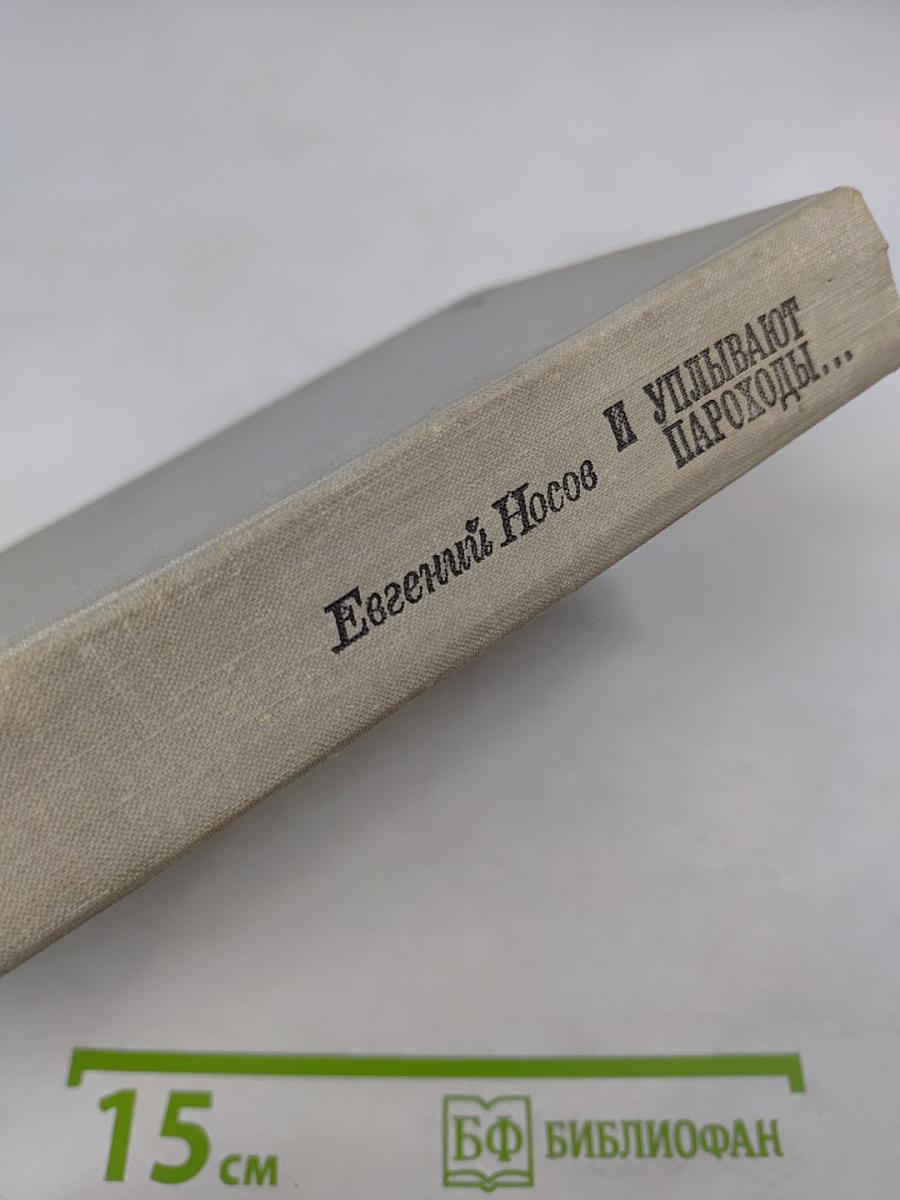 Евгений Носов
И УПЛЫВАЮТ
ПАРОХОДЫ...
15 см
БФ БИБЛИОФАН